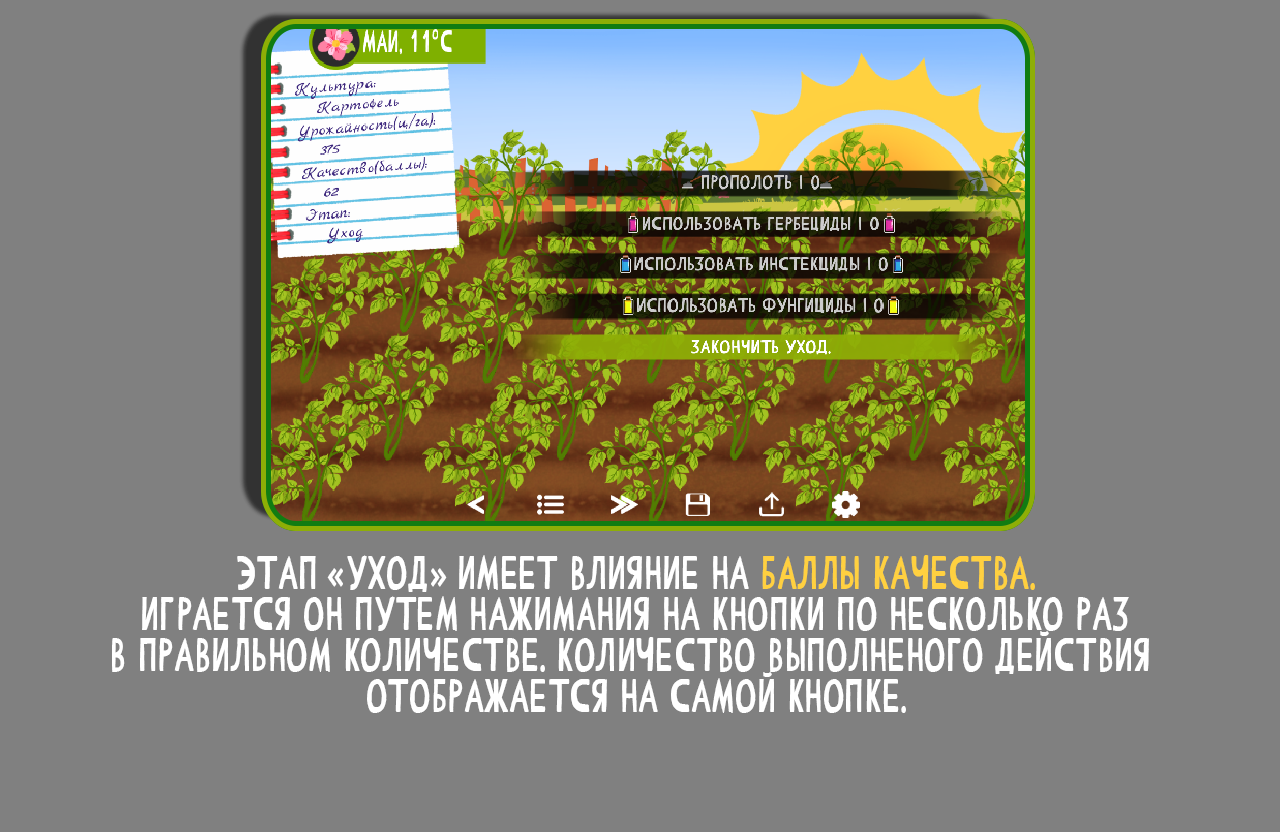 МАЙ, 11°C
Культура:
Картофель
Урожайность(ц/га):
375
Качество(баллы):
62
Этап:
Уход
ПРОПОЛОТЬ | 0
ИСПОЛЬЗОВАТЬ ГЕРБЕЦИДЫ | 0
ИСПОЛЬЗОВАТЬ ИНСТЕКЦИДЫ | 0
ИСПОЛЬЗОВАТЬ ФУНГИЦИДЫ | 0
ЗАКОНЧИТЬ УХОД.
ЭТАП «УХОД» ИМЕЕТ ВЛИЯНИЕ НА БАЛЛЫ КАЧЕСТВА.
ИГРАЕТСЯ ОН ПУТЕМ НАЖИМАНИЯ НА КНОПКИ ПО НЕСКОЛЬКО РАЗ
В ПРАВИЛЬНОМ КОЛИЧЕСТВЕ. КОЛИЧЕСТВО ВЫПОЛНЕНОГО ДЕЙСТВИЯ
ОТОБРАЖАЕТСЯ НА САМОЙ КНОПКЕ.